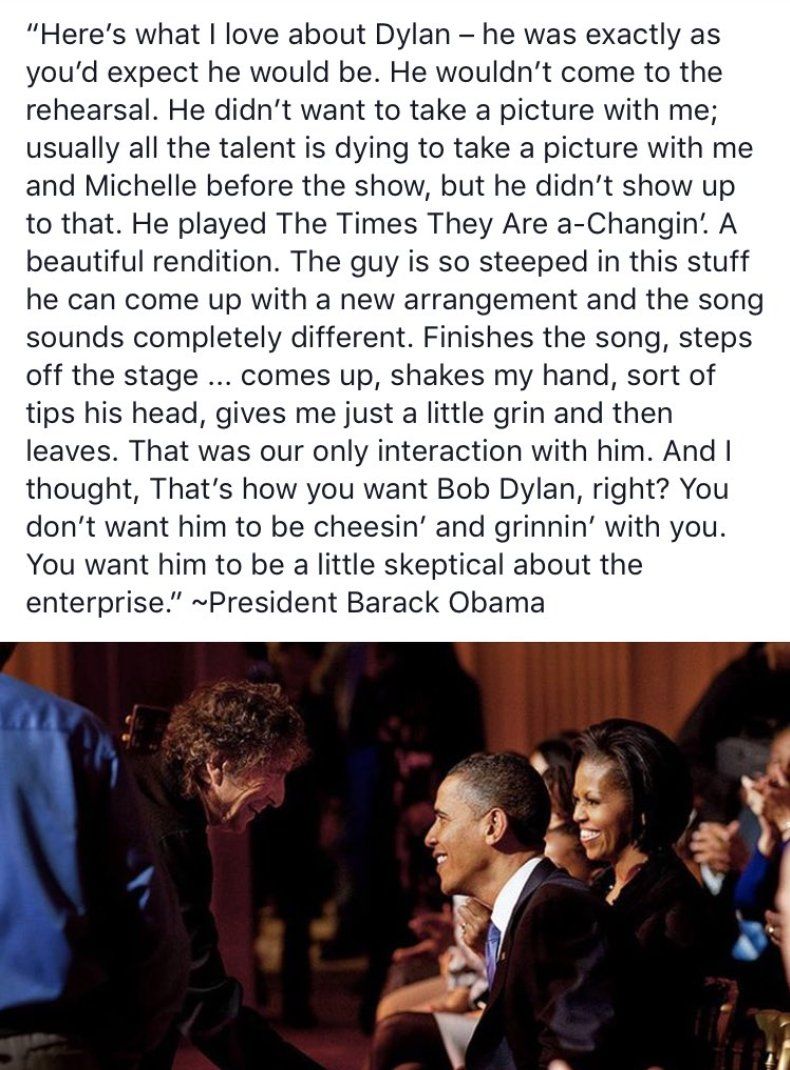 “Here’s what I love about Dylan – he was exactly as
you’d expect he would be. He wouldn’t come to the
rehearsal. He didn’t want to take a picture with me;
usually all the talent is dying to take a picture with me
and Michelle before the show, but he didn’t show up
to that. He played The Times They Are a-Changin’. A
beautiful rendition. The guy is so steeped in this stuff
he can come up with a new arrangement and the song
sounds completely different. Finishes the song, steps
off the stage ... comes up, shakes my hand, sort of
tips his head, gives me just a little grin and then
leaves. That was our only interaction with him. And I
thought, That’s how you want Bob Dylan, right? You
don’t want him to be cheesin’ and grinnin’ with you.
You want him to be a little skeptical about the
enterprise.” ~President Barack Obama